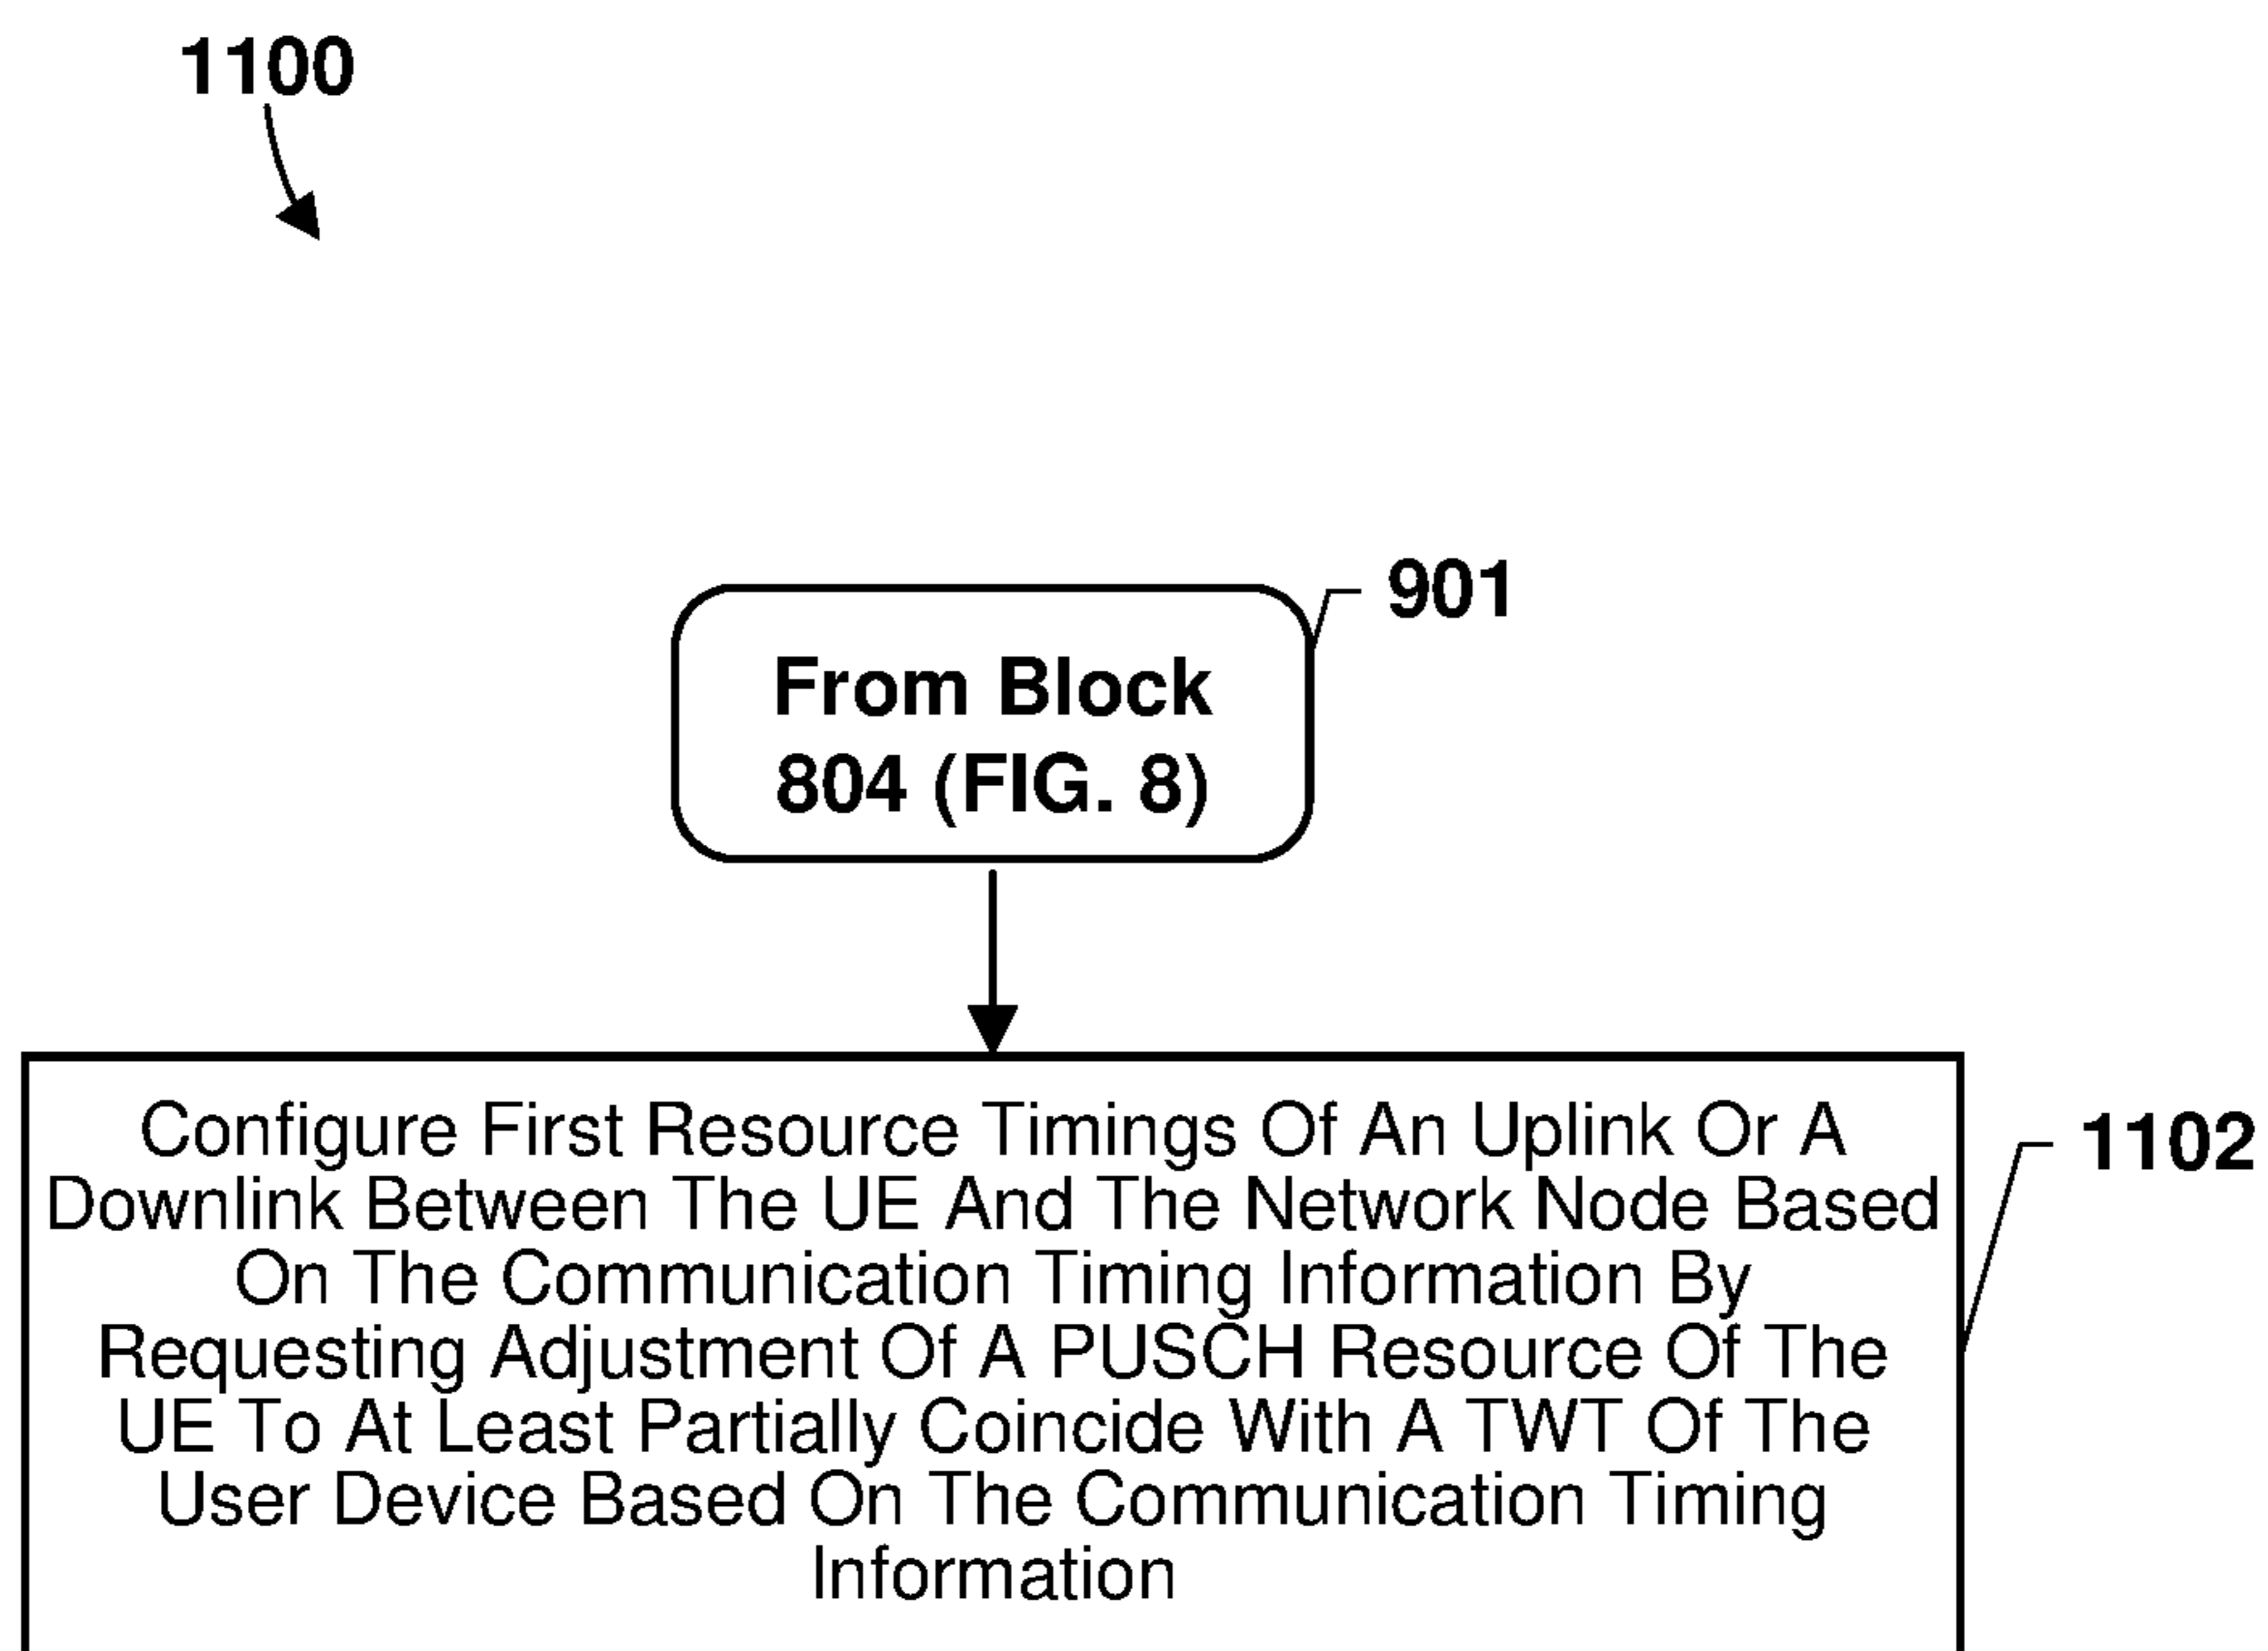 1100
901
From Block
804 (FIG. 8)
1102
Configure First Resource Timings Of An Uplink Or A
Downlink Between The UE And The Network Node Based
On The Communication Timing Information By
Requesting Adjustment Of A PUSCH Resource Of The
UE To At Least Partially Coincide With A TWT Of The
User Device Based On The Communication Timing
Information